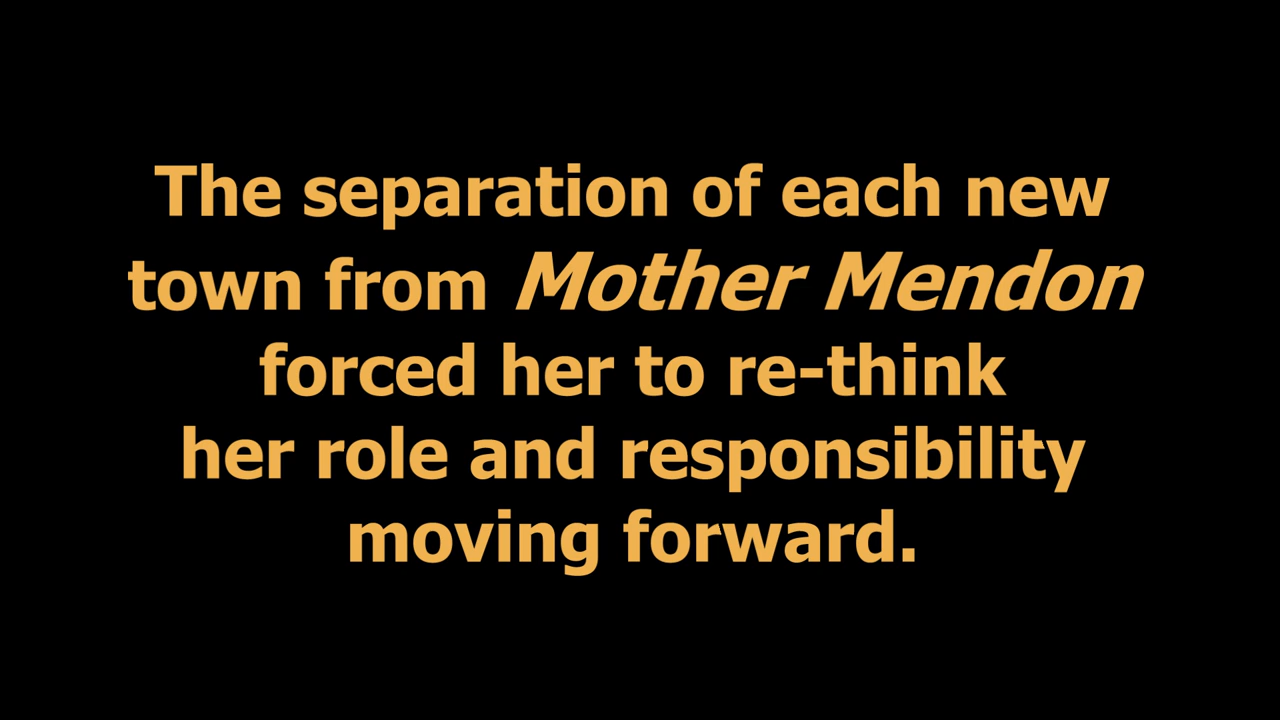 The separation of each new
town from Mother Mendon
forced her to re-think
her role and responsibility
moving forward.